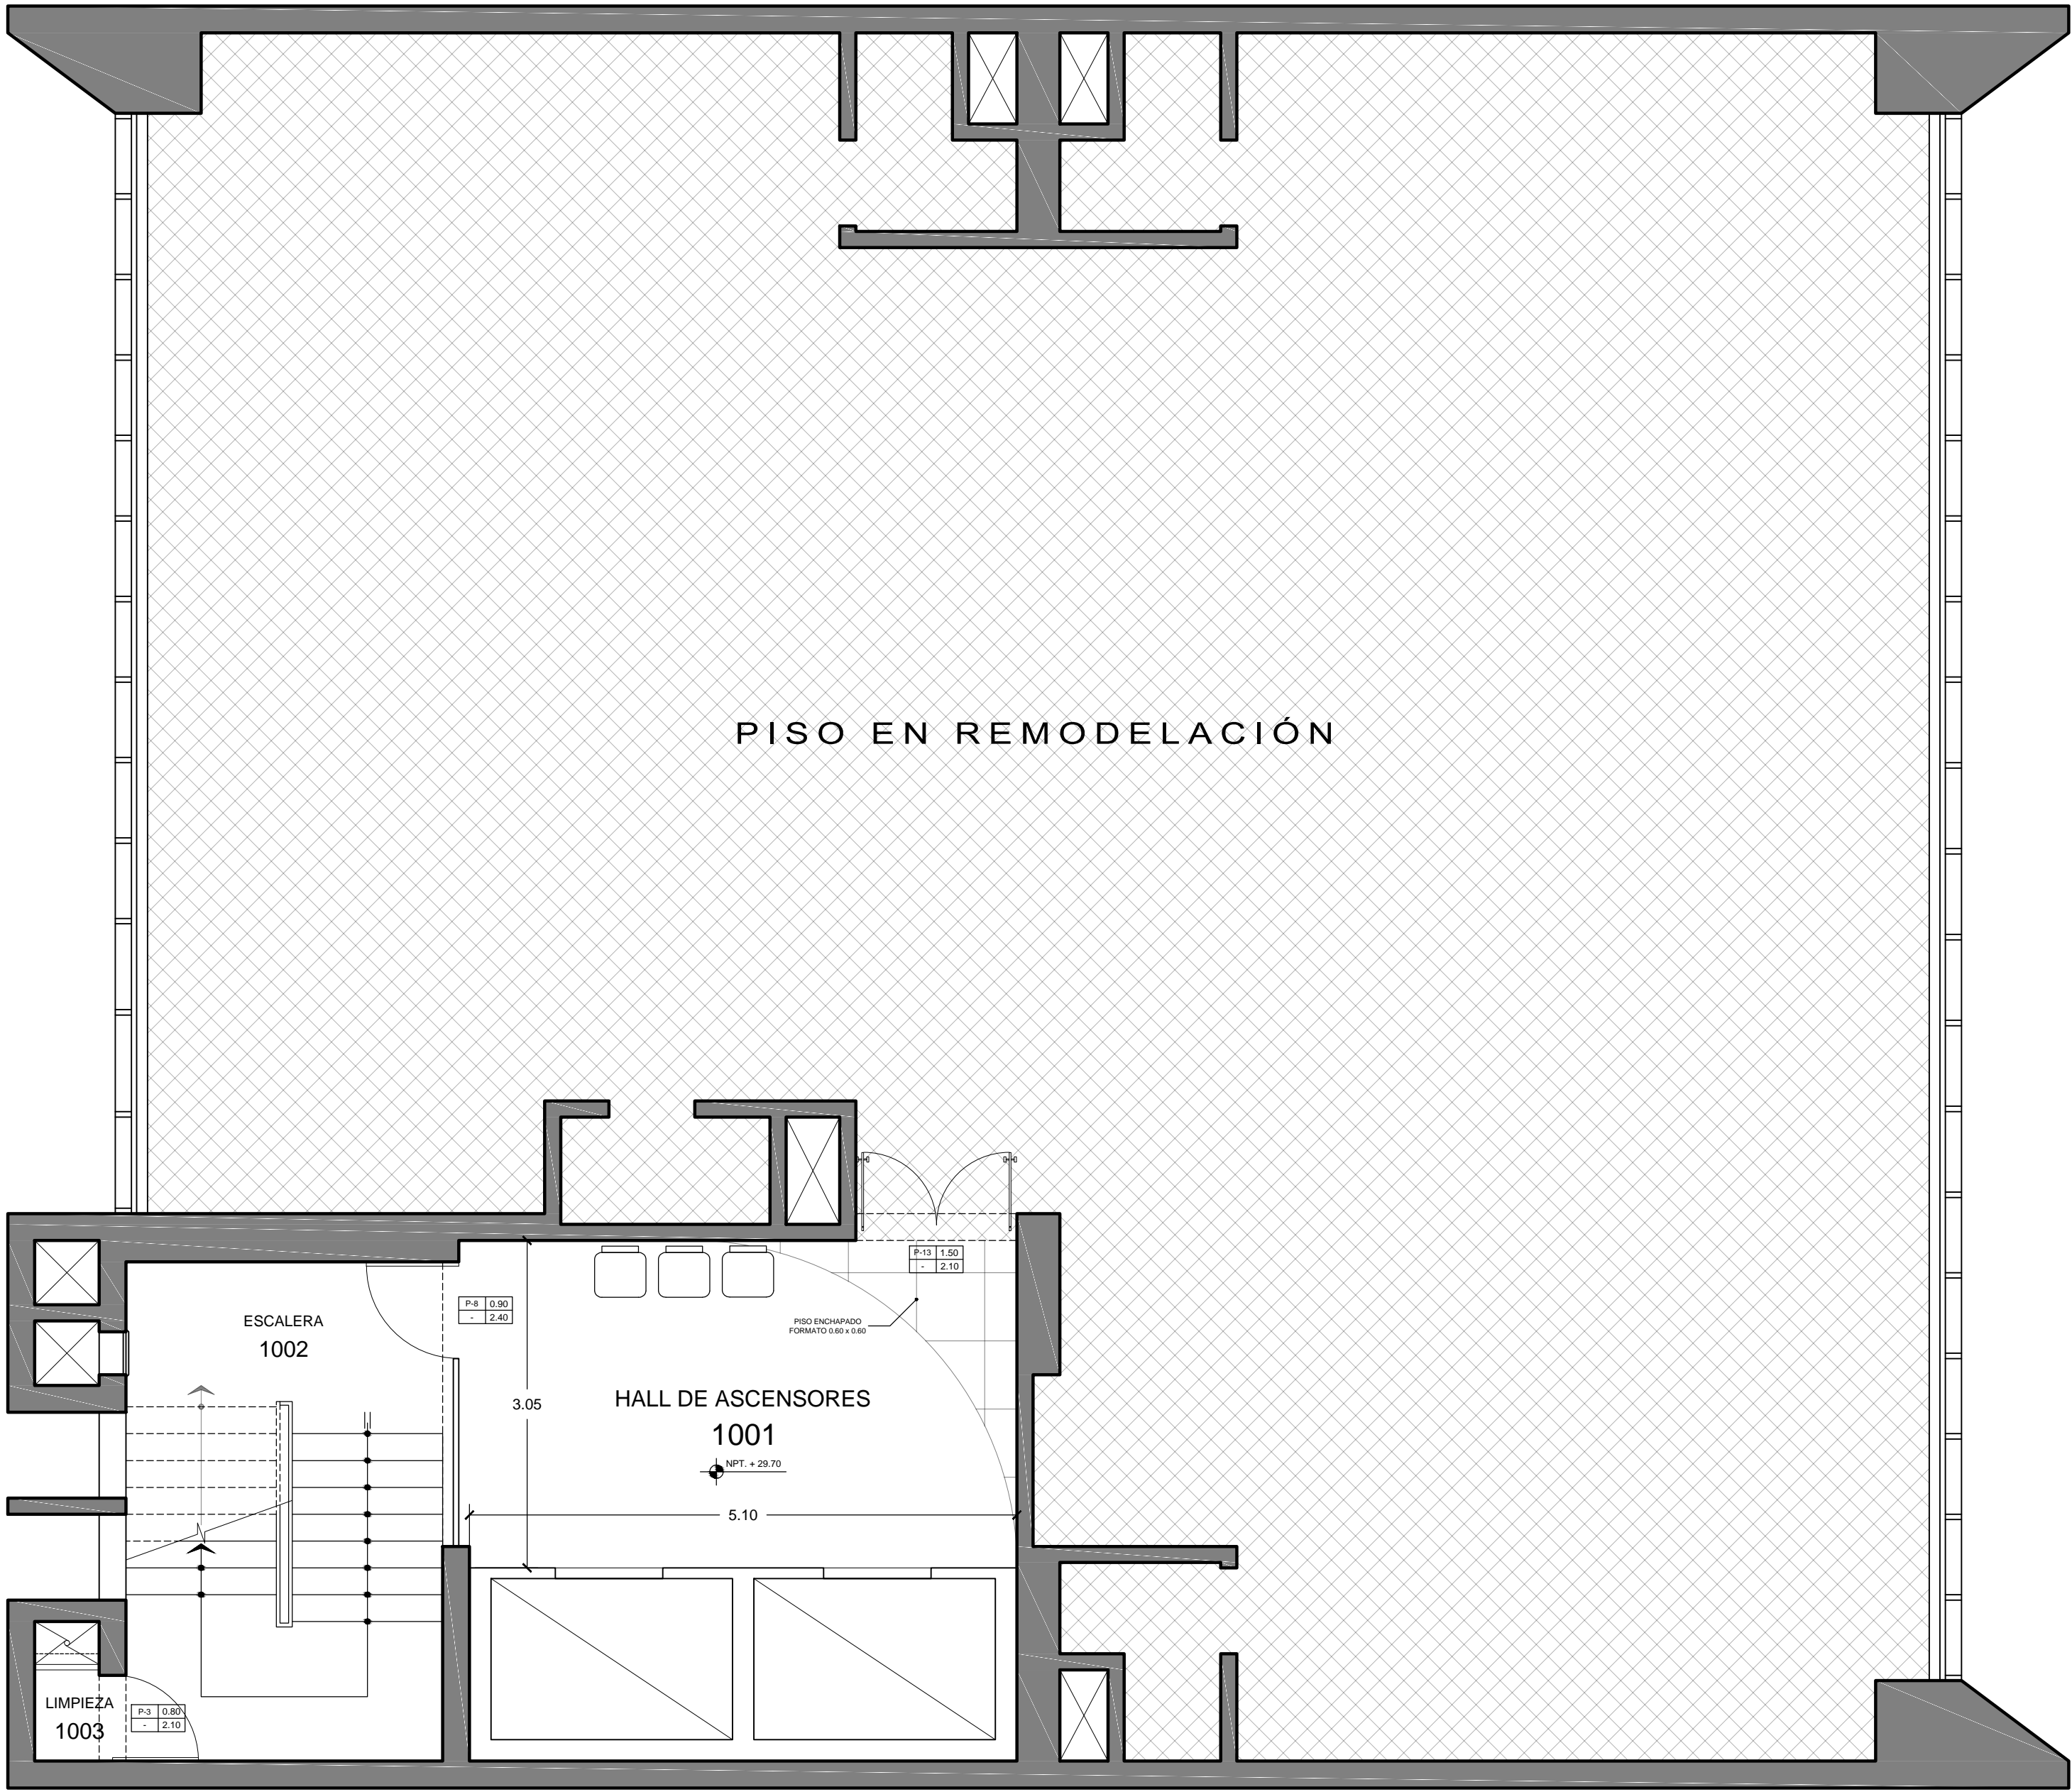 PISO EN REMODELACIÓN
P-13 1.50
- 2.10
P-8 0.90
- 2.40
ESCALERA
1002
PISO ENCHAPADO
FORMATO 0.60 x 0.60
3.05
HALL DE ASCENSORES
1001
NPT. + 29.70
5.10
LIMPIEZA
1003
P-3 0.80
- 2.10